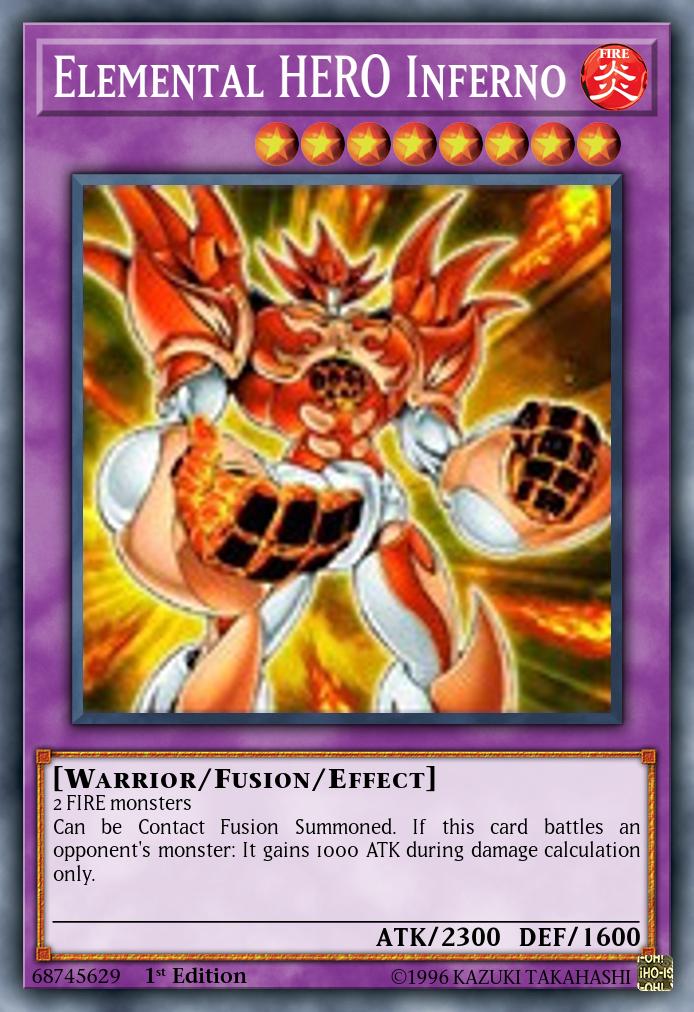 ELEMENTAL HERO INFERNO
FIRE
炎
[WARRIOR/FUSION/EFFECT]
2 FIRE monsters
Can be Contact Fusion Summoned. If this card battles an
opponent's monster: It gains 1000 ATK during damage calculation
only.
ATK/2300 DEF/1600
68745629 1st Edition ©1996 KAZUKI TAKAHASHI